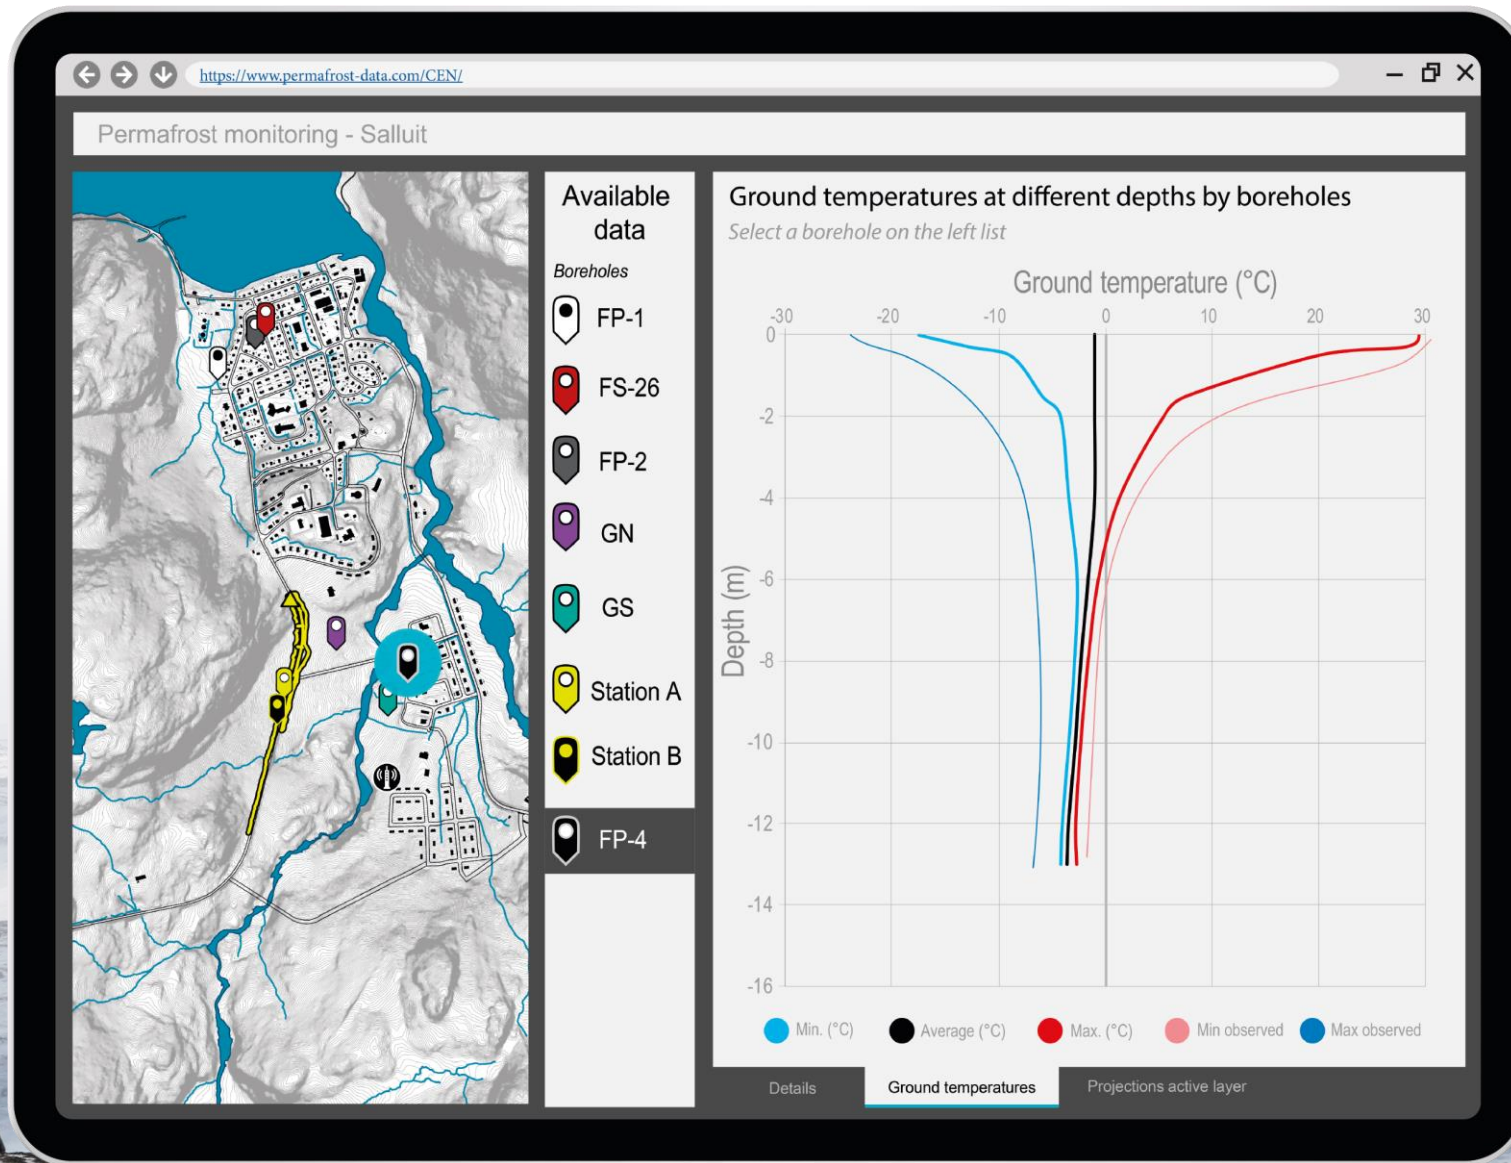 https://www.permafrost-data.com/CEN/
Permafrost monitoring - Salluit
Available
data
Boreholes
FP-1
FS-26
FP-2
GN
GS
Station A
Station B
FP-4
Ground temperatures at different depths by boreholes
Select a borehole on the left list
Ground temperature (°C)
-30 -20 -10 0 10 20 30
0
-2
-4
-6
-8
-10
-12
-14
-16
Depth (m)
Min. (°C) Average (°C) Max. (°C) Min observed Max observed
Details Ground temperatures Projections active layer